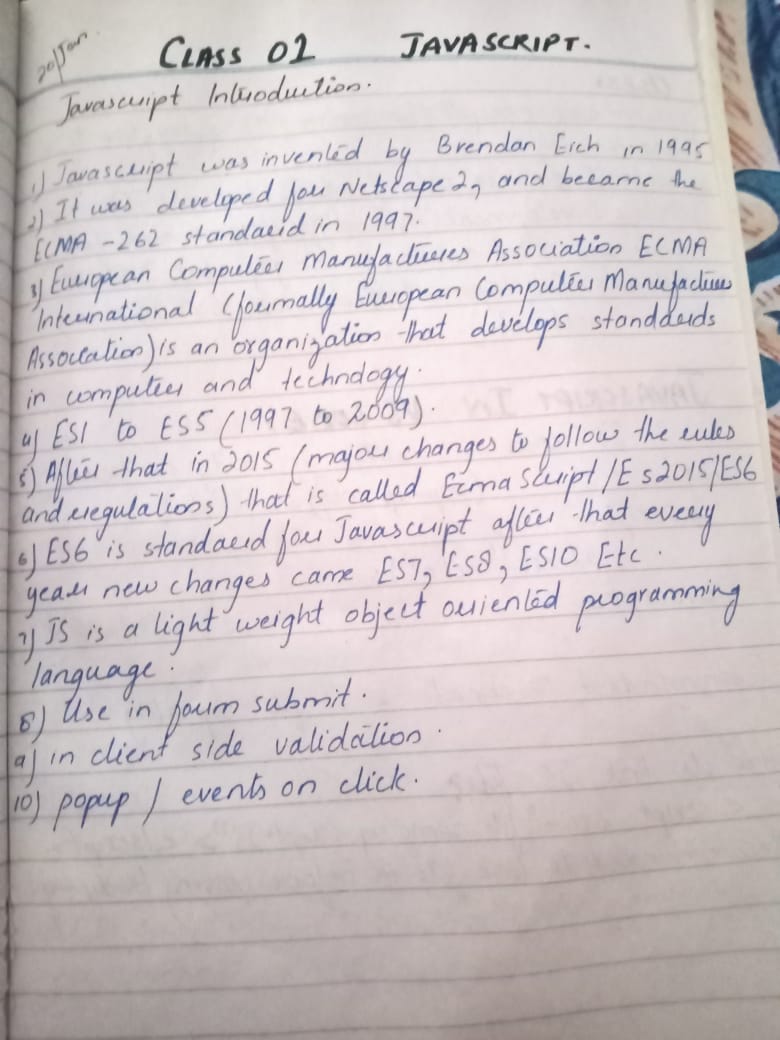 20/Jan.
CLASS 02 JAVASCRIPT.
Javascript Introduction.
1) Javascript was invented by Brendan Eich in 1995
2) It was developed for Netscape 2, and became the
ECMA -262 standard in 1997.
3) European Computer Manufacturers Association ECMA
International (formally European Computer Manufacture
Association) is an organization that develops standdards
in computer and technology.
4) ES1 to ES5 (1997 to 2009).
5) After that in 2015 (major changes to follow the rules
and regulations) that is called Ecma Script/Es2015/ES6
6) ES6 is standard for Javascript after that every
year new changes came ES7, ES8, ES10 Etc.
7) JS is a light weight object oriented programming
language.
8) Use in form submit.
9) in client side validation.
10) popup / events on click.